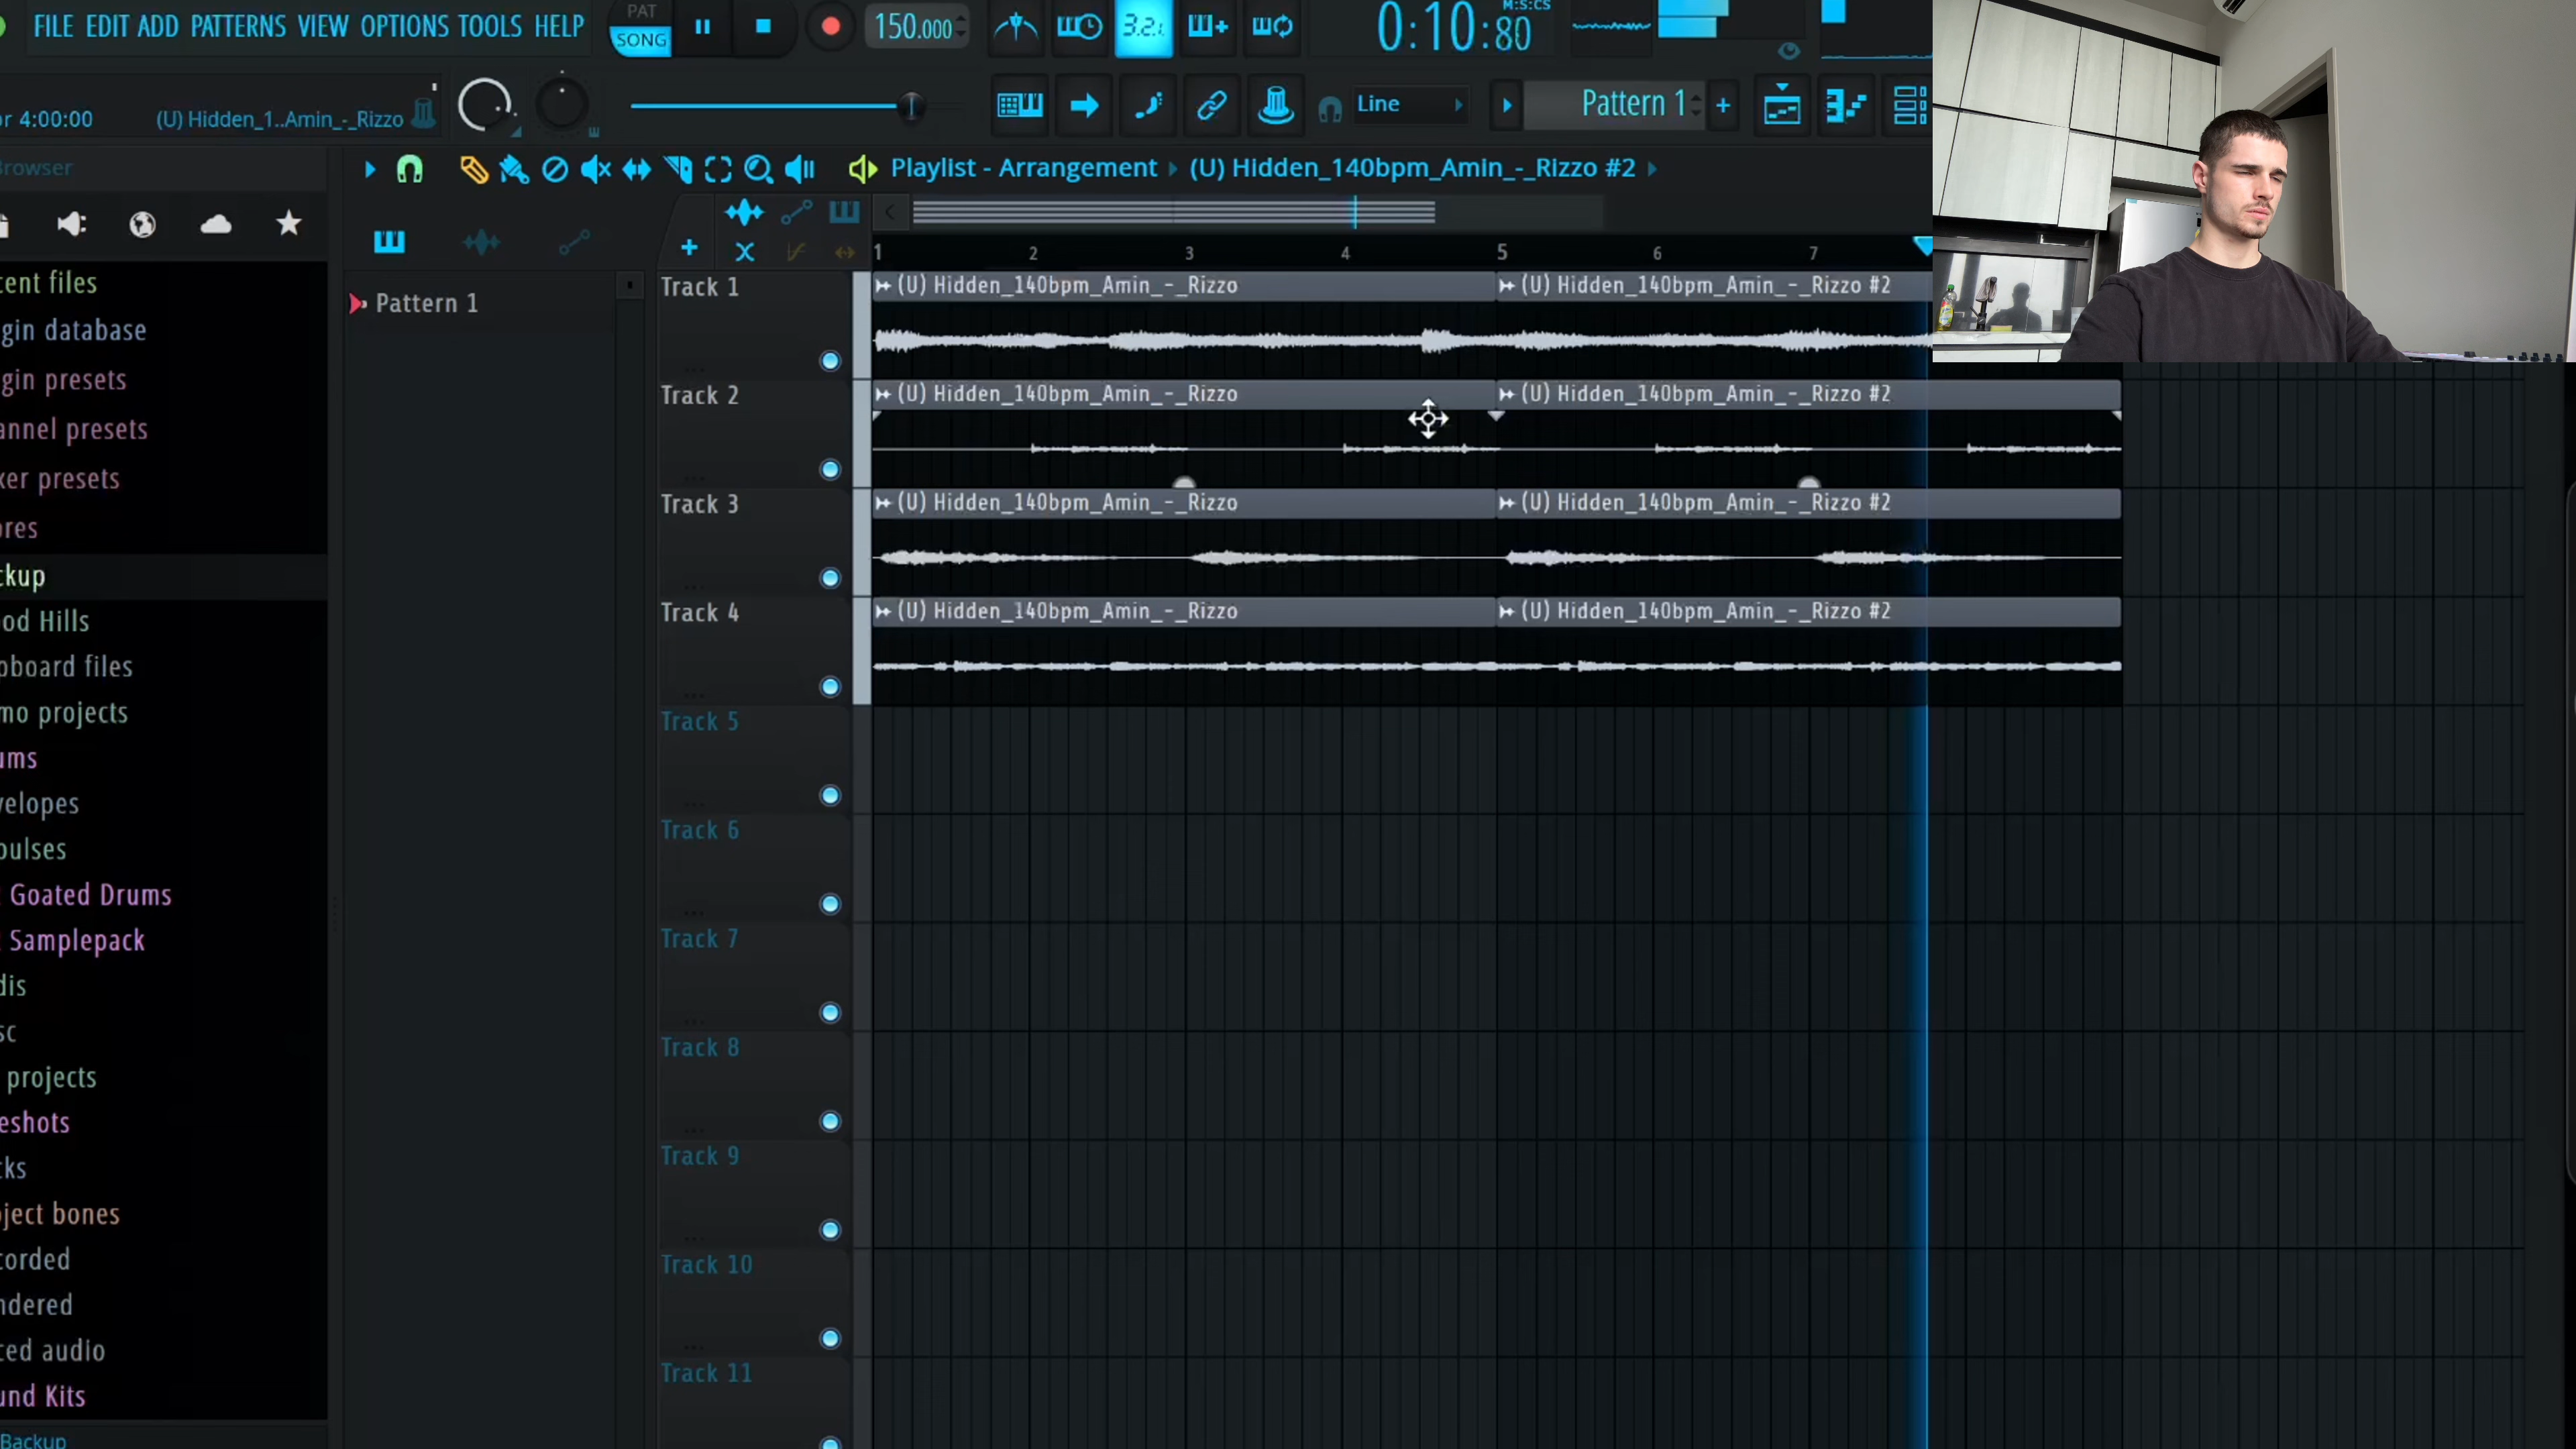 FILE EDIT ADD PATTERNS VIEW OPTIONS TOOLS HELP
PAT
SONG
150.000
3.2.
M:S:CS
0:10:80
4:00:00
(U) Hidden_1..Amin_-_Rizzo
Line
Pattern 1
Browser
Playlist - Arrangement
(U) Hidden_140bpm_Amin_-_Rizzo #2
1 2 3 4 5 6 7
cent files
gin database
gin presets
annel presets
xer presets
ores
ckup
od Hills
pboard files
mo projects
ums
velopes
pulses
Goated Drums
Samplepack
dis
sc
projects
eshots
cks
ject bones
corded
ndered
ced audio
und Kits
Backup
Pattern 1
Track 1
(U) Hidden_140bpm_Amin_-_Rizzo
(U) Hidden_140bpm_Amin_-_Rizzo #2
Track 2
(U) Hidden_140bpm_Amin_-_Rizzo
(U) Hidden_140bpm_Amin_-_Rizzo #2
Track 3
(U) Hidden_140bpm_Amin_-_Rizzo
(U) Hidden_140bpm_Amin_-_Rizzo #2
Track 4
(U) Hidden_140bpm_Amin_-_Rizzo
(U) Hidden_140bpm_Amin_-_Rizzo #2
Track 5
Track 6
Track 7
Track 8
Track 9
Track 10
Track 11